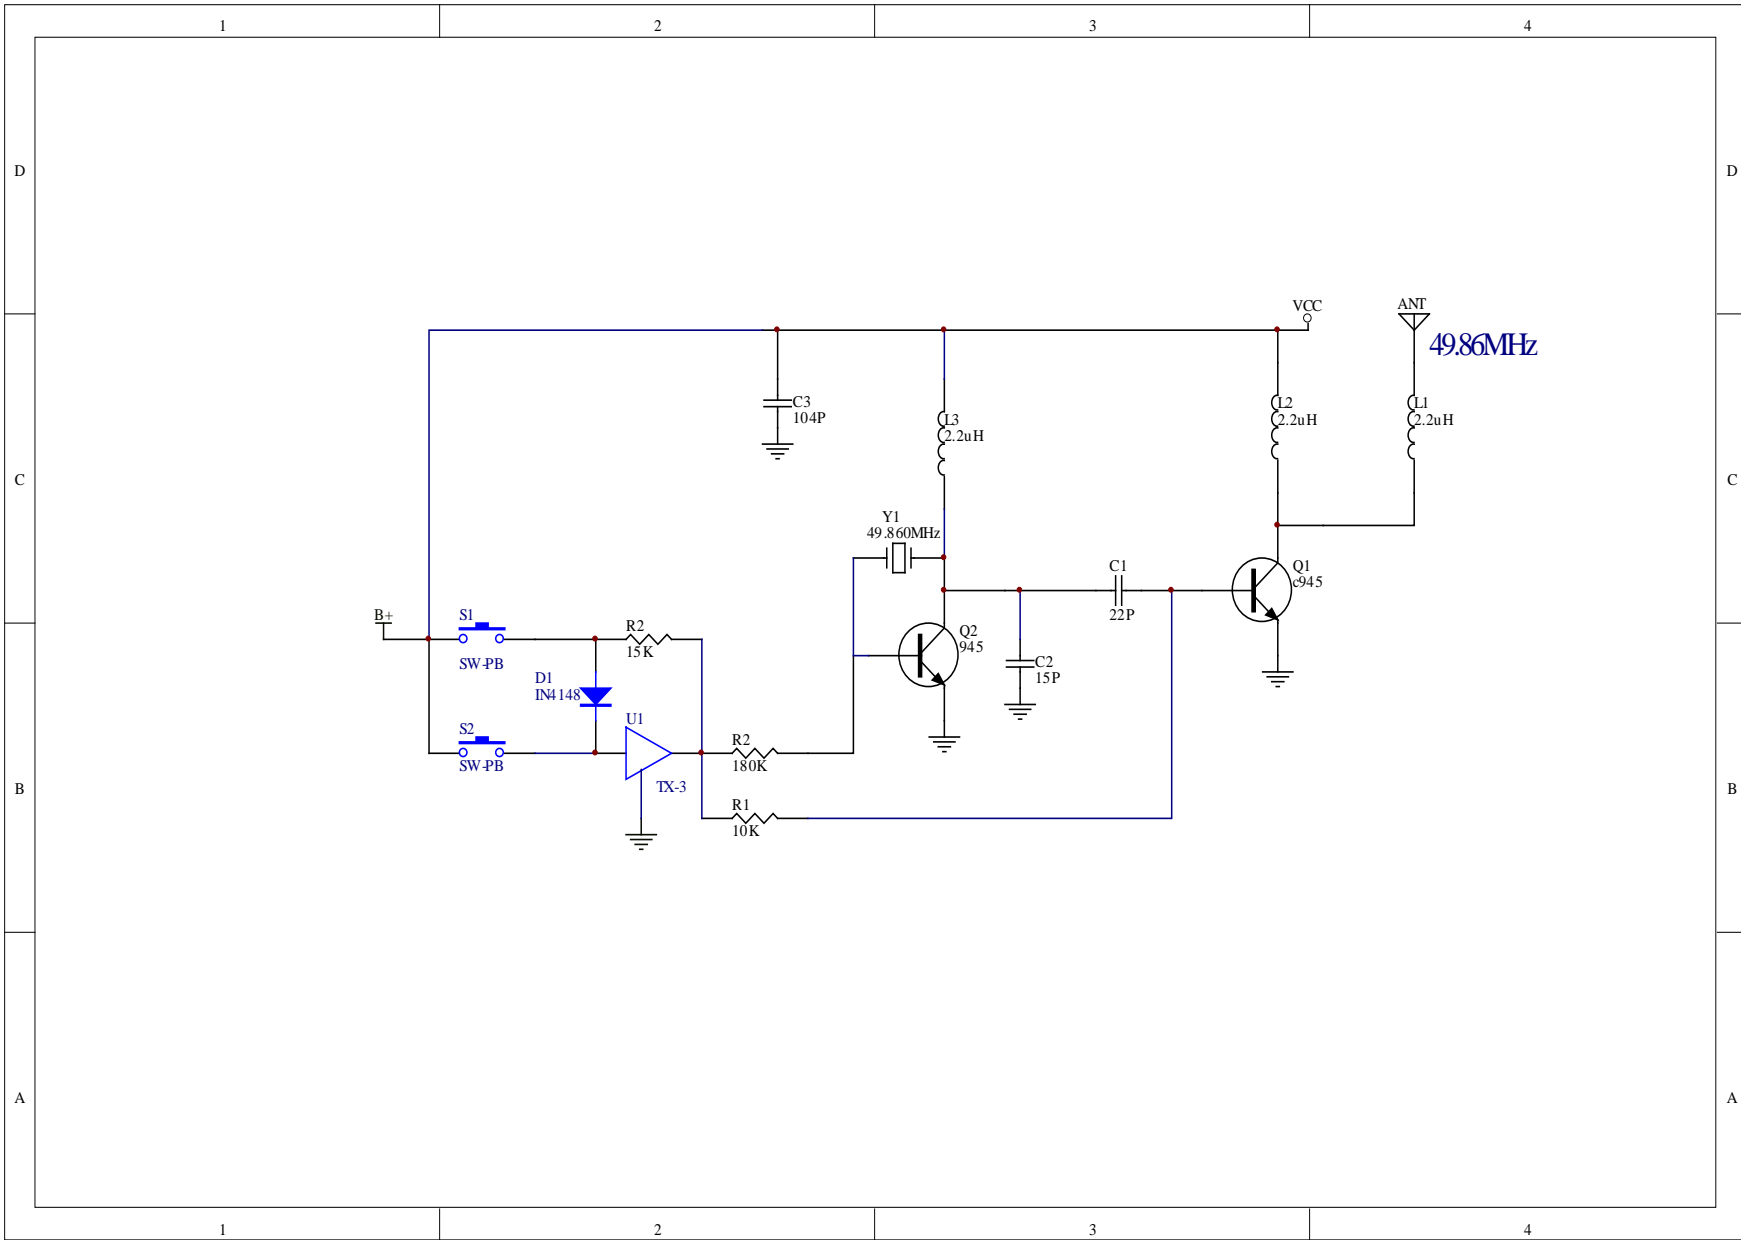 1 2 3 4
D D
VCC ANT
49.86MHz
C3
104P
L3
2.2uH
L2
2.2uH
L1
2.2uH
C C
Y1
49.860MHz
C1
22P
Q1
c945
B+
S1
SW-PB
R2
15K
Q2
945
C2
15P
D1
IN4148
S2
SW-PB
U1
TX-3
R2
180K
R1
10K
B B
A A
1 2 3 4